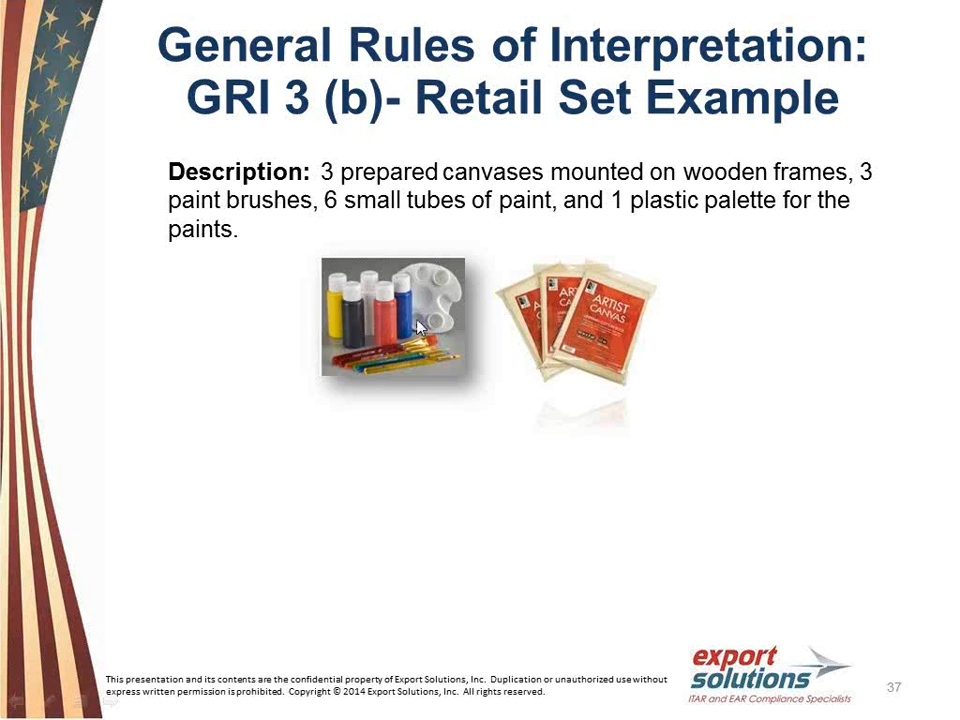 General Rules of Interpretation:
GRI 3 (b)- Retail Set Example
Description: 3 prepared canvases mounted on wooden frames, 3
paint brushes, 6 small tubes of paint, and 1 plastic palette for the
paints.
ARTIST
CANVAS
This presentation and its contents are the confidential property of Export Solutions, Inc. Duplication or unauthorized use without
express written permission is prohibited. Copyright © 2014 Export Solutions, Inc. All rights reserved.
export
solutions
ITAR and EAR Compliance Specialists
37